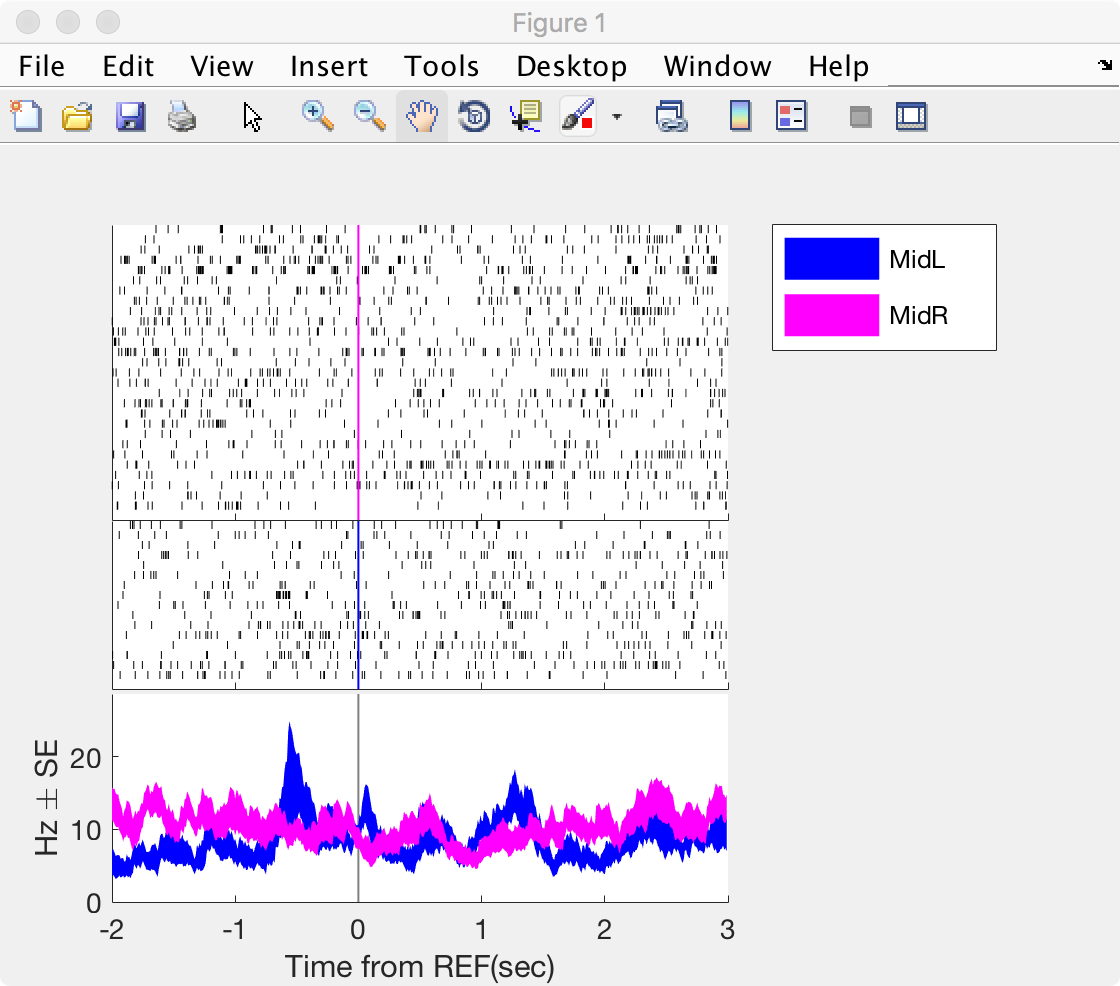 Figure 1
File Edit View Insert Tools Desktop Window Help
MidL
MidR
Hz ± SE
20
10
0
-2 -1 0 1 2 3
Time from REF(sec)